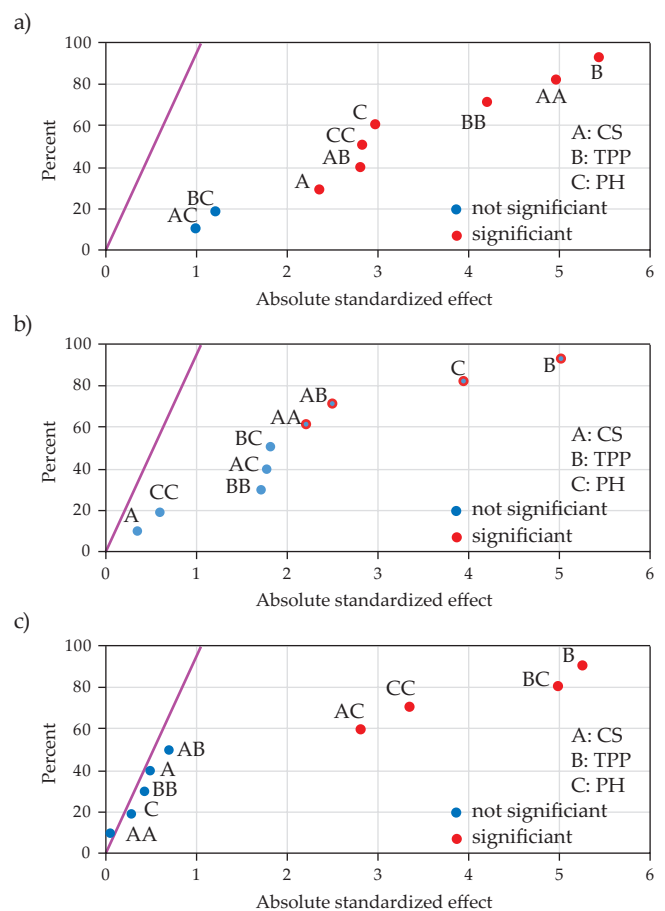 a)
100
80
60
40
20
0
Percent
B
AA
BB
C
CC
AB
A
BC
AC
A: CS
B: TPP
C: PH
not significiant
significiant
0 1 2 3 4 5 6
Absolute standardized effect
b)
100
80
60
40
20
0
Percent
B
C
AB
AA
BC
AC
BB
CC
A
A: CS
B: TPP
C: PH
not significiant
significiant
0 1 2 3 4 5 6
Absolute standardized effect
c)
100
80
60
40
20
0
Percent
B
BC
CC
AC
AB
A
BB
C
AA
A: CS
B: TPP
C: PH
not significiant
significiant
0 1 2 3 4 5 6
Absolute standardized effect